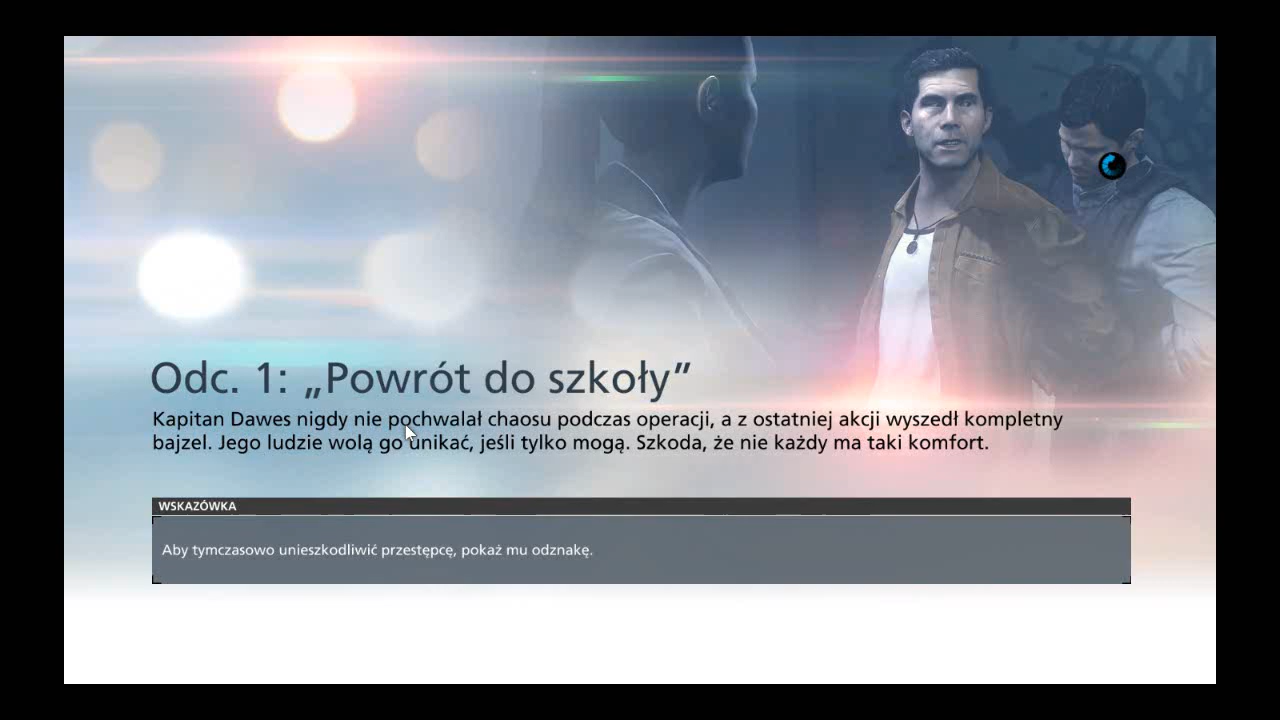 Odc. 1: „Powrót do szkoły”
Kapitan Dawes nigdy nie pochwalał chaosu podczas operacji, a z ostatniej akcji wyszedł kompletny
bajzel. Jego ludzie wolą go unikać, jeśli tylko mogą. Szkoda, że nie każdy ma taki komfort.
WSKAZÓWKA
Aby tymczasowo unieszkodliwić przestępcę, pokaż mu odznakę.